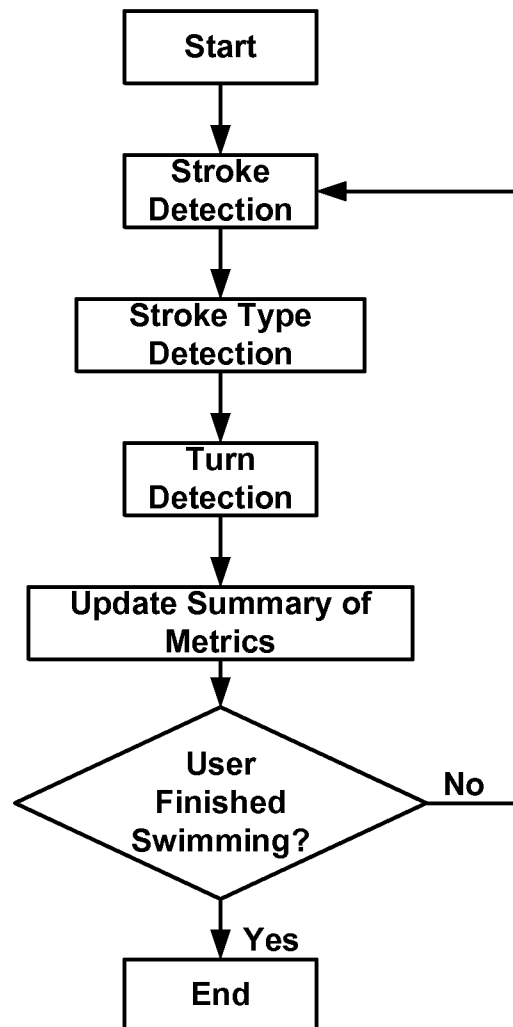 Start
Stroke
Detection
Stroke Type
Detection
Turn
Detection
Update Summary of
Metrics
User
Finished
Swimming?
No
Yes
End